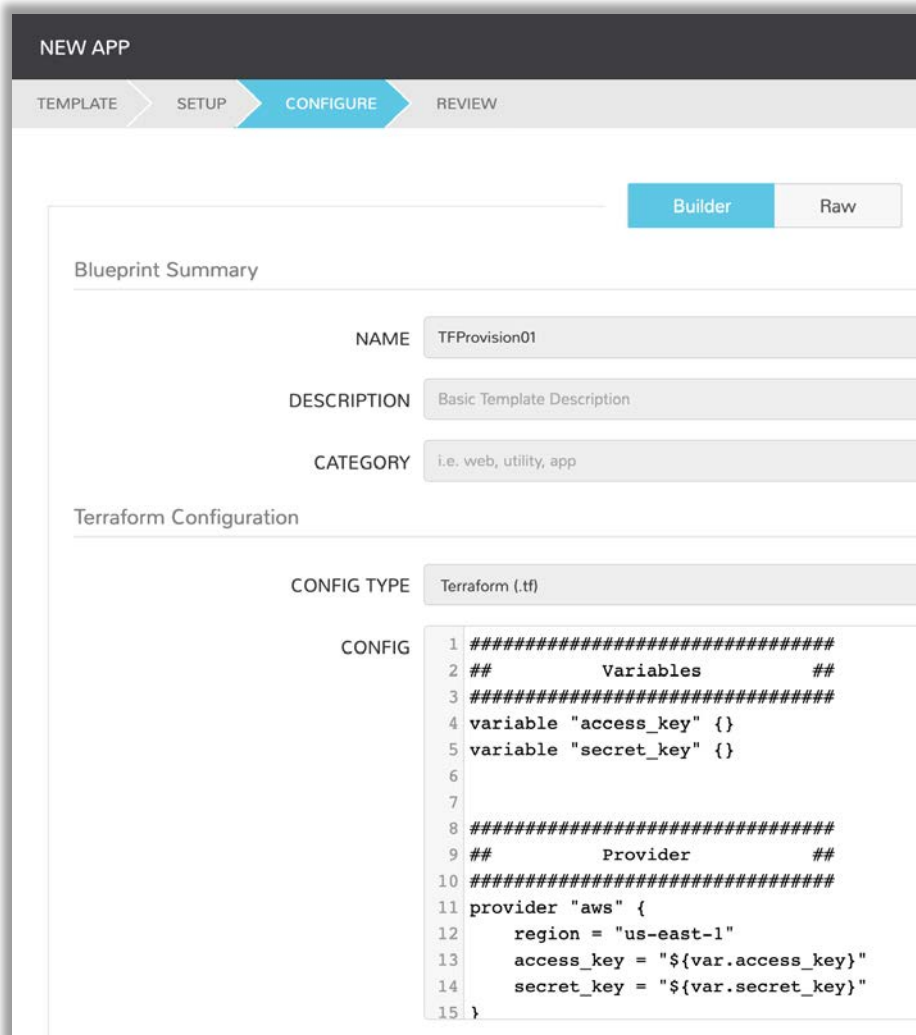 NEW APP
TEMPLATE SETUP CONFIGURE REVIEW
Builder Raw
Blueprint Summary
NAME TFProvision01
DESCRIPTION Basic Template Description
CATEGORY i.e. web, utility, app
Terraform Configuration
CONFIG TYPE Terraform (.tf)
CONFIG
1 #################################
2 ##          Variables          ##
3 #################################
4 variable "access_key" {}
5 variable "secret_key" {}
6
7
8 #################################
9 ##          Provider           ##
10 #################################
11 provider "aws" {
12     region = "us-east-1"
13     access_key = "${var.access_key}"
14     secret_key = "${var.secret_key}"
15 }